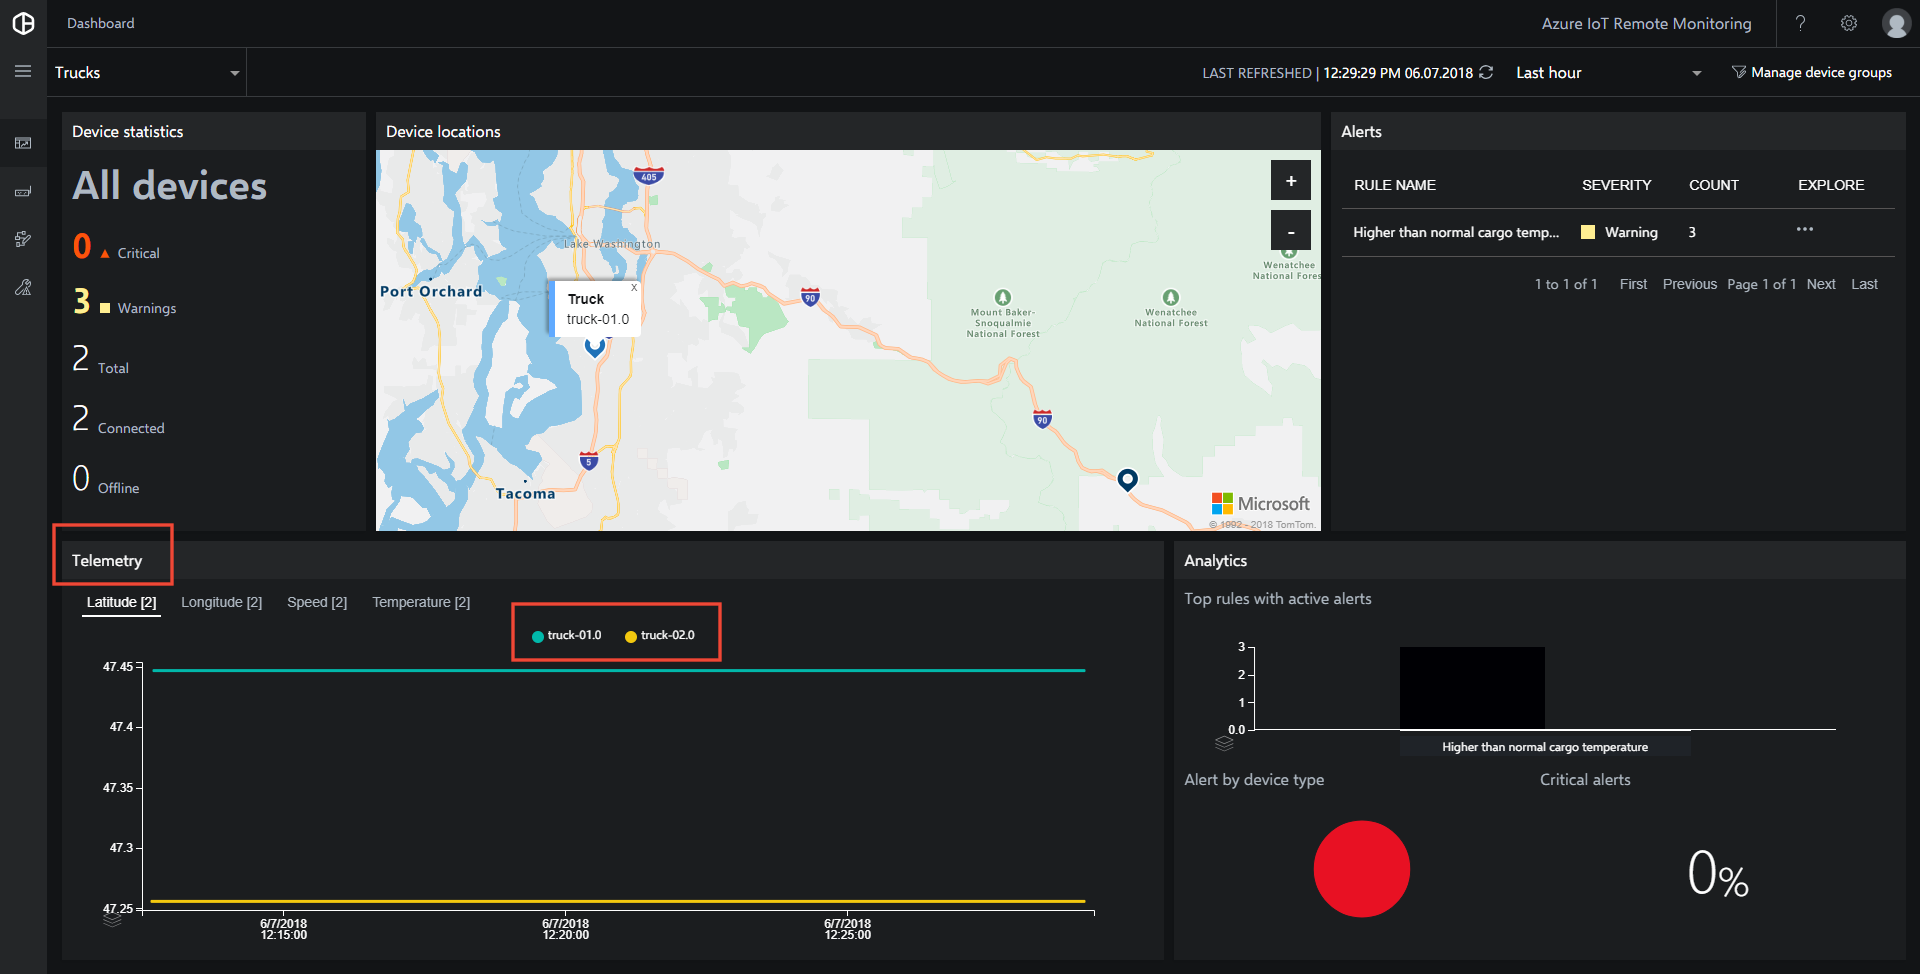 Dashboard
Azure IoT Remote Monitoring
?
Trucks
LAST REFRESHED | 12:29:29 PM 06.07.2018
Last hour
Manage device groups
Device statistics
All devices
0 Critical
3 Warnings
2 Total
2 Connected
0 Offline
Device locations
405
Lake Washington
Port Orchard
x
Truck
truck-01.0
90
Mount Baker-
Snoqualmie
National Forest
Wenatchee
National Forest
Wenatchee
National Fores
+
-
90
5
Tacoma
Microsoft
© 1992 - 2018 TomTom.
Alerts
RULE NAME SEVERITY COUNT EXPLORE
Higher than normal cargo temp... Warning 3 ...
1 to 1 of 1 First Previous Page 1 of 1 Next Last
Telemetry
Latitude [2] Longitude [2] Speed [2] Temperature [2]
truck-01.0 truck-02.0
47.45
47.4
47.35
47.3
47.25
6/7/2018
12:15:00
6/7/2018
12:20:00
6/7/2018
12:25:00
Analytics
Top rules with active alerts
3
2
1
0.0
Higher than normal cargo temperature
Alert by device type
Critical alerts
0%